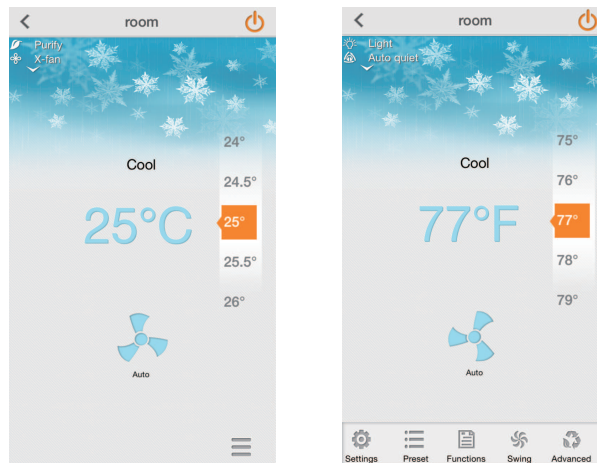 room
Purify
X-fan
24°
Cool
24.5°
25°C
25°
25.5°
26°
Auto
room
Light
Auto quiet
75°
Cool
76°
77°F
77°
78°
79°
Auto
Settings Preset Functions Swing Advanced